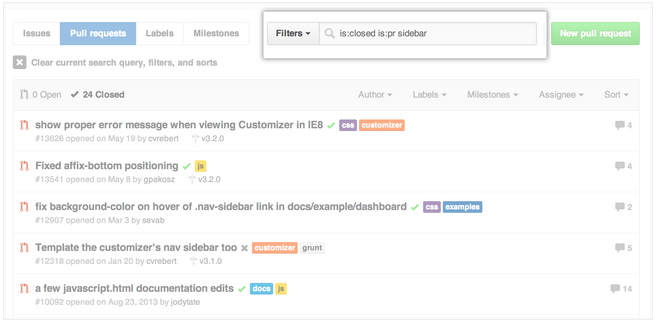 Issues Pull requests Labels Milestones Filters is:closed is:pr sidebar New pull request
Clear current search query, filters, and sorts
0 Open 24 Closed Author Labels Milestones Assignee Sort
show proper error message when viewing Customizer in IE8 css customizer 4
#13626 opened on May 19 by cvrebert v3.2.0
Fixed affix-bottom positioning js 4
#13541 opened on May 8 by gpakosz v3.2.0
fix background-color on hover of .nav-sidebar link in docs/example/dashboard css examples 2
#12907 opened on Mar 3 by sevab
Template the customizer's nav sidebar too customizer grunt 5
#12318 opened on Jan 20 by cvrebert v3.1.0
a few javascript.html documentation edits docs js 14
#10092 opened on Aug 23, 2013 by jodytate